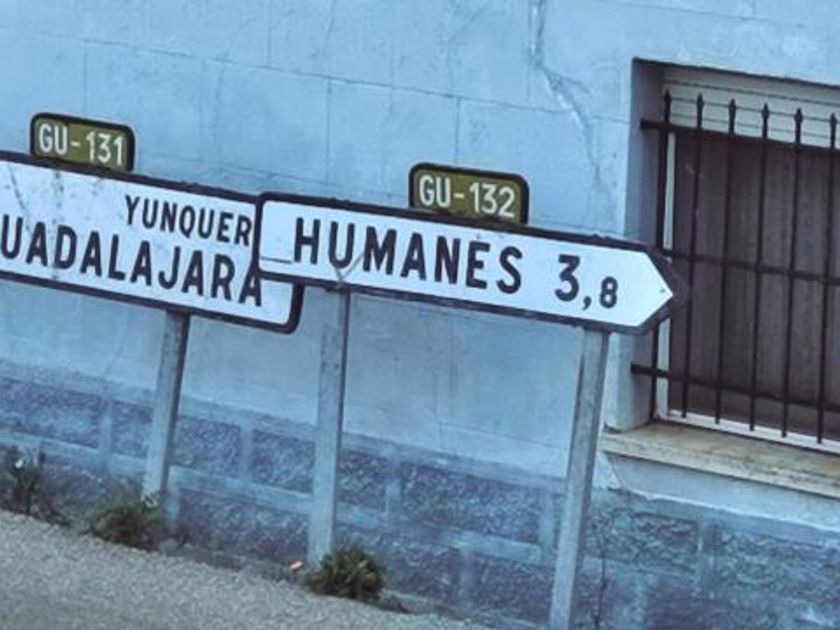 GU-131
YUNQUER
UADALAJARA
GU-132
HUMANES 3,8